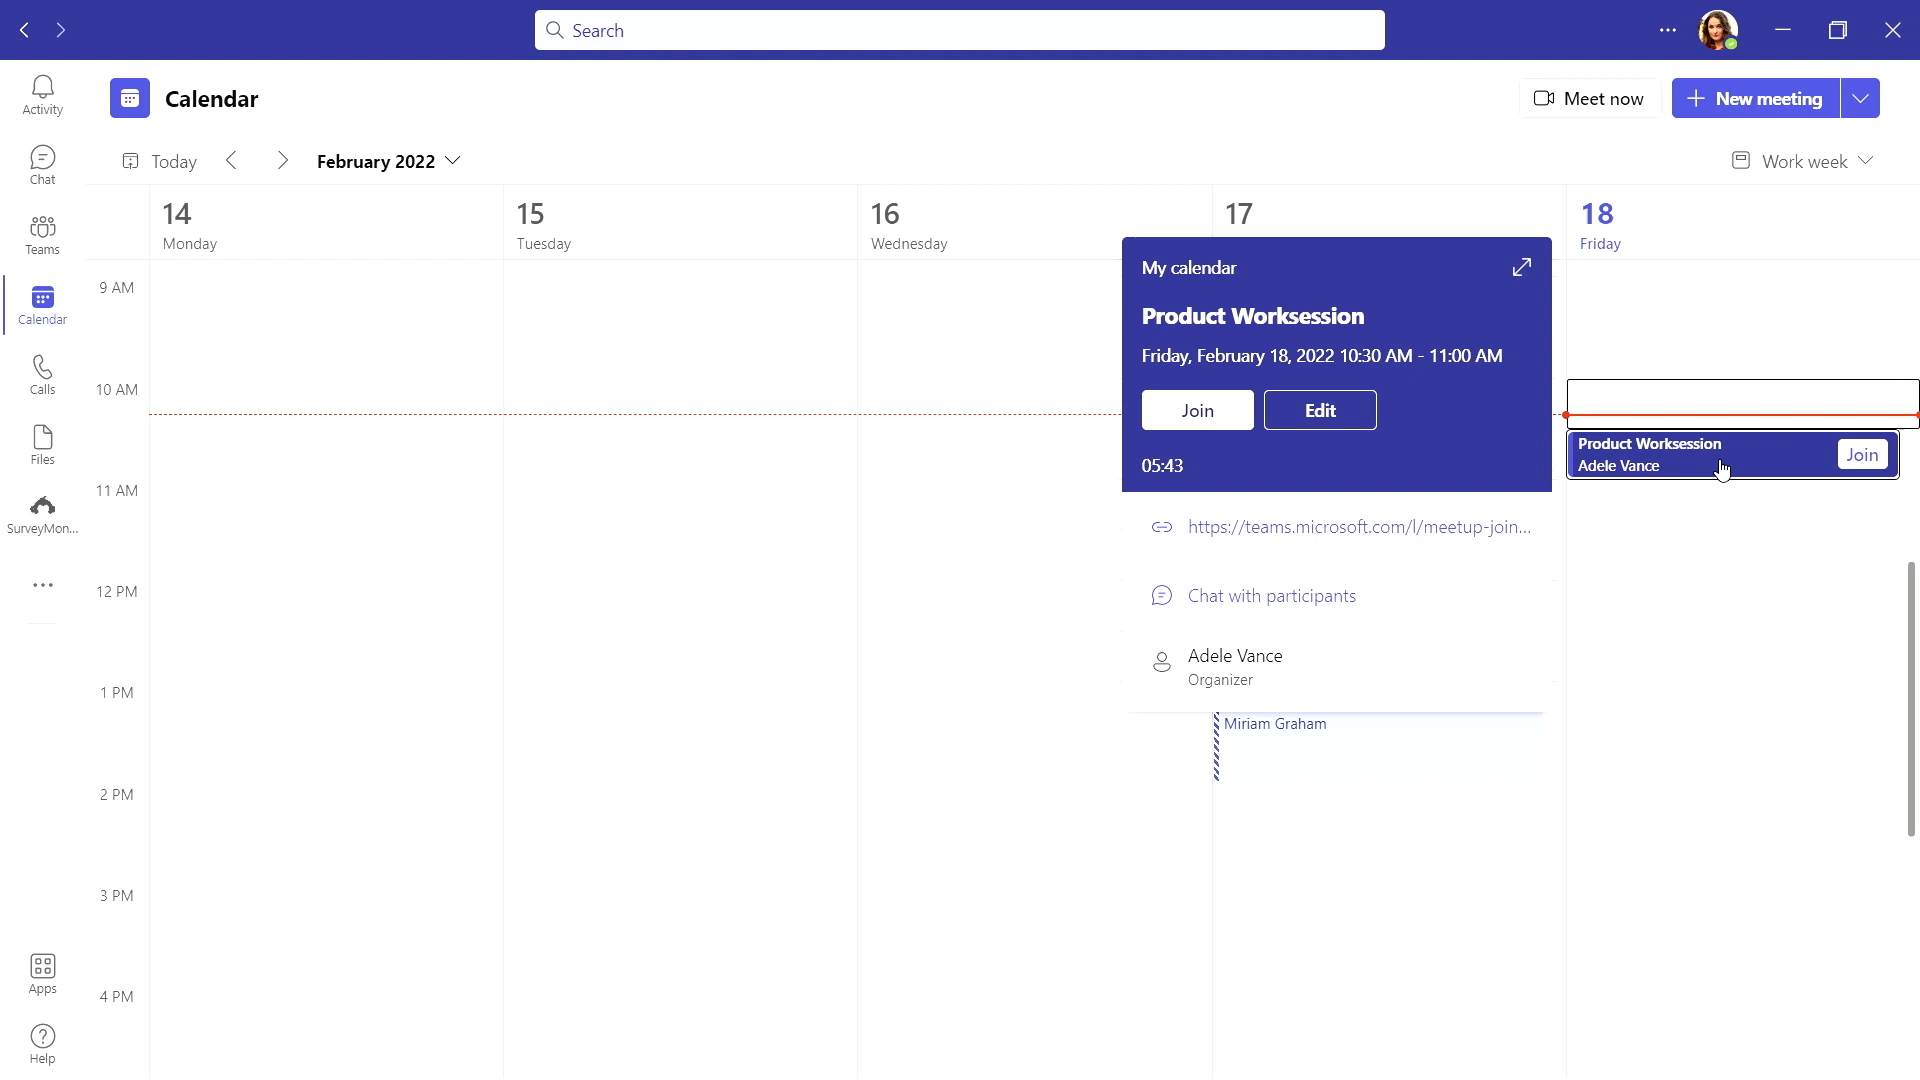 Search
Activity
Chat
Teams
Calendar
Calls
Files
SurveyMon...
Apps
Help
Calendar
Meet now
New meeting
Today
February 2022
Work week
14
Monday
15
Tuesday
16
Wednesday
17
18
Friday
9 AM
10 AM
11 AM
12 PM
1 PM
2 PM
3 PM
4 PM
My calendar
Product Worksession
Friday, February 18, 2022 10:30 AM - 11:00 AM
Join
Edit
05:43
https://teams.microsoft.com/l/meetup-join...
Chat with participants
Adele Vance
Organizer
Miriam Graham
Product Worksession
Adele Vance
Join